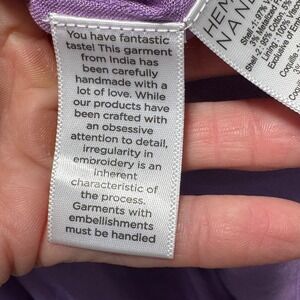 You have fantastic
taste! This garment
from India has
been carefully
handmade with a
lot of love. While
our products have
been crafted with
an obsessive
attention to detail,
irregularity in
embroidery is an
inherent
characteristic of
the process.
Garments with
embellishments
must be handled
HEM
NAN